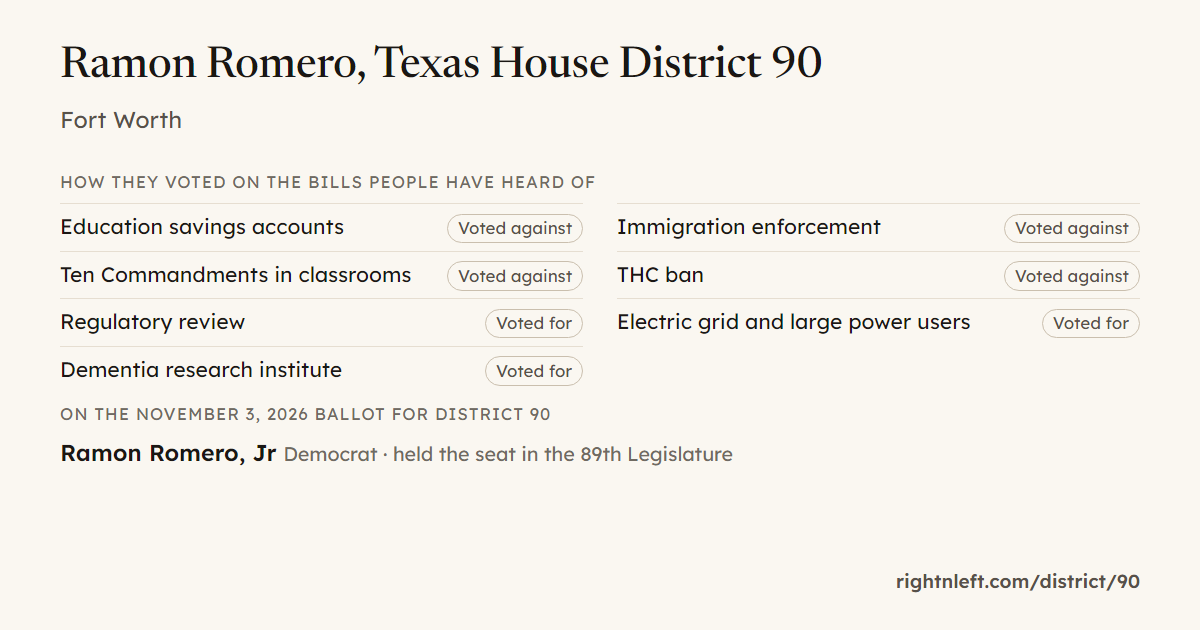 Ramon Romero, Texas House District 90
Fort Worth
HOW THEY VOTED ON THE BILLS PEOPLE HAVE HEARD OF
Education savings accounts Voted against
Ten Commandments in classrooms Voted against
Regulatory review Voted for
Dementia research institute Voted for
Immigration enforcement Voted against
THC ban Voted against
Electric grid and large power users Voted for
ON THE NOVEMBER 3, 2026 BALLOT FOR DISTRICT 90
Ramon Romero, Jr Democrat · held the seat in the 89th Legislature
rightnleft.com/district/90